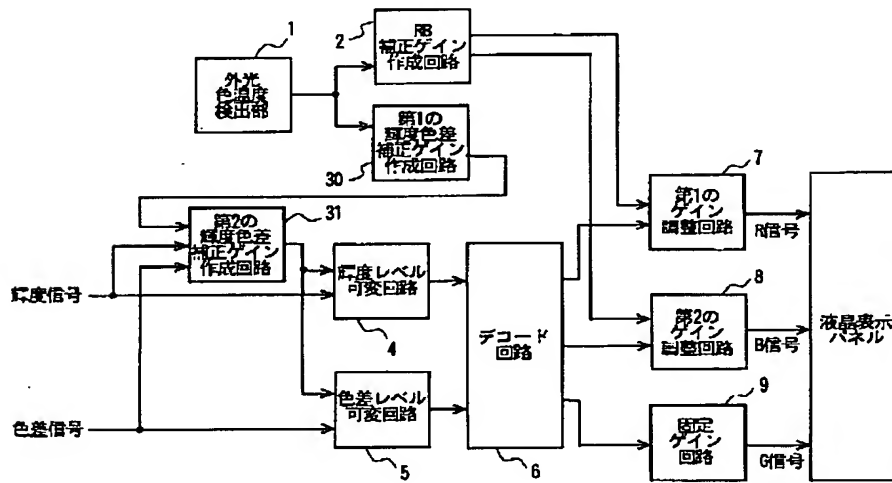 1
外光
色温度
検出部
2
RB
補正ゲイン
作成回路
第1の
輝度色差
補正ゲイン
作成回路
30
31
第2の
輝度色差
補正ゲイン
作成回路
輝度信号
色差信号
輝度レベル
可変回路
4
色差レベル
可変回路
5
デコード
回路
6
7
第1の
ゲイン
調整回路
R信号
8
第2の
ゲイン
調整回路
B信号
9
固定
ゲイン
回路
G信号
液晶表示
パネル